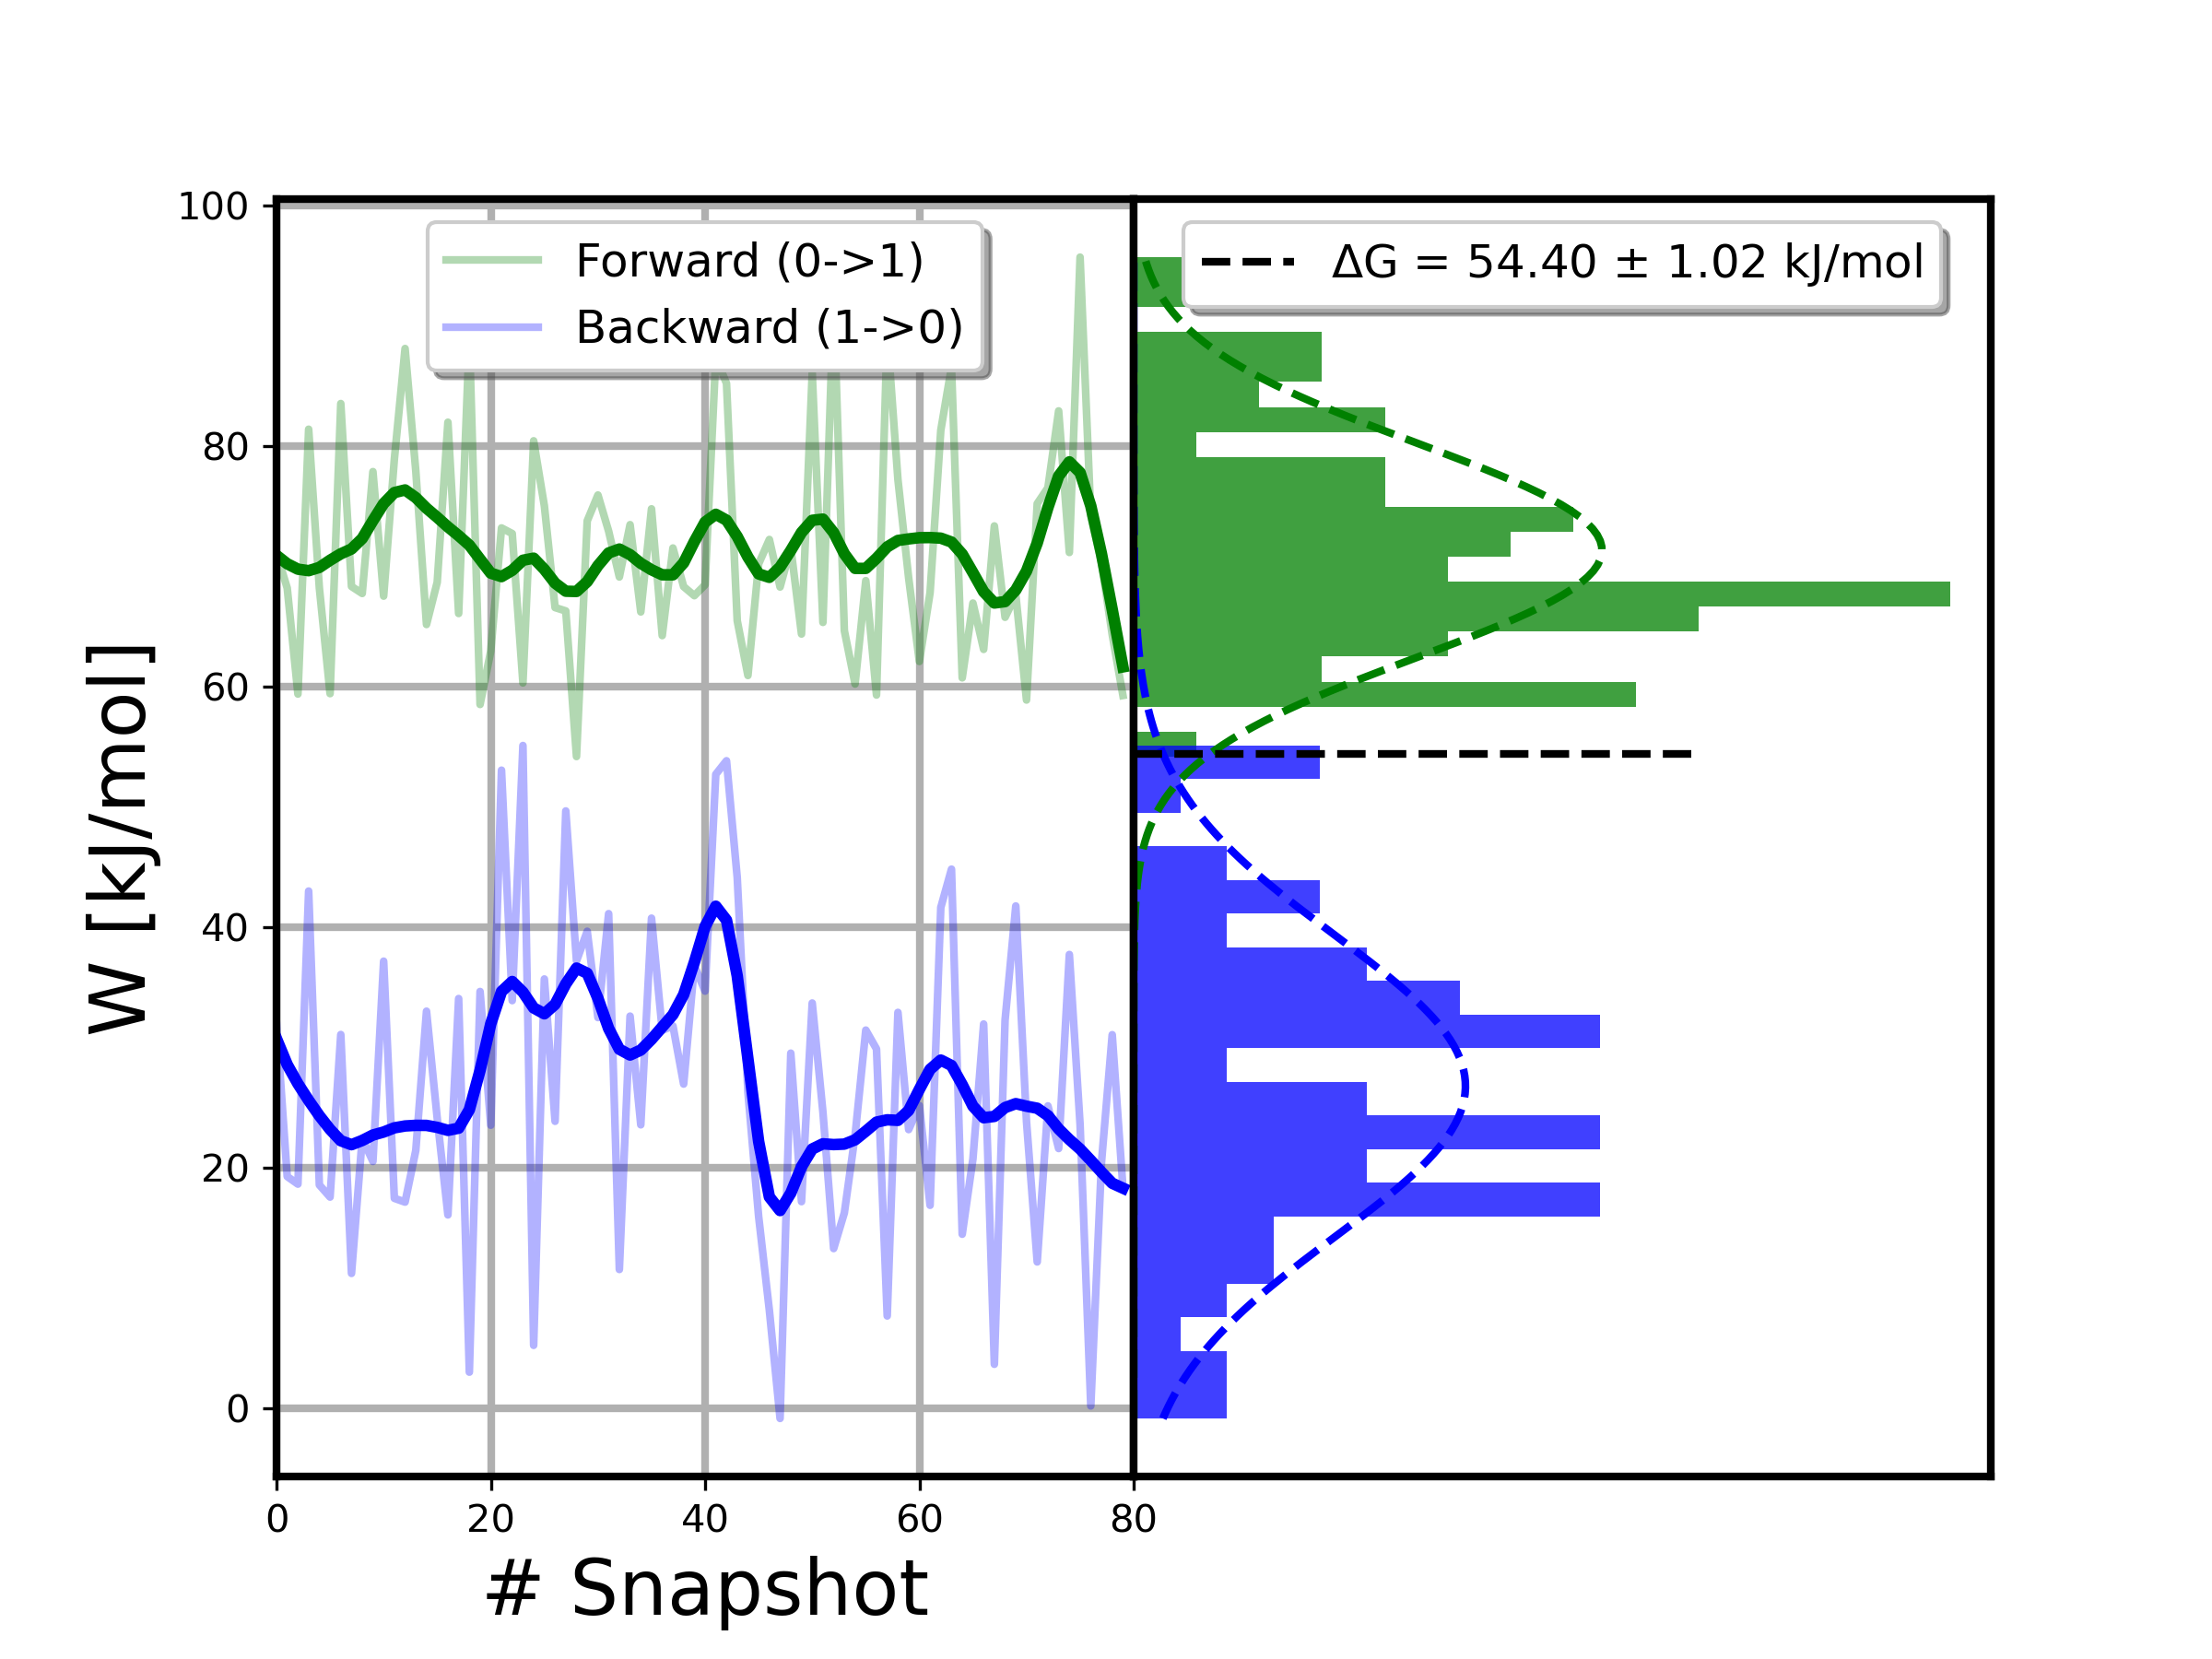 Forward (0->1)
Backward (1->0)
ΔG = 54.40 ± 1.02 kJ/mol
W [kJ/mol]
100
80
60
40
20
0
0 20 40 60 80
# Snapshot